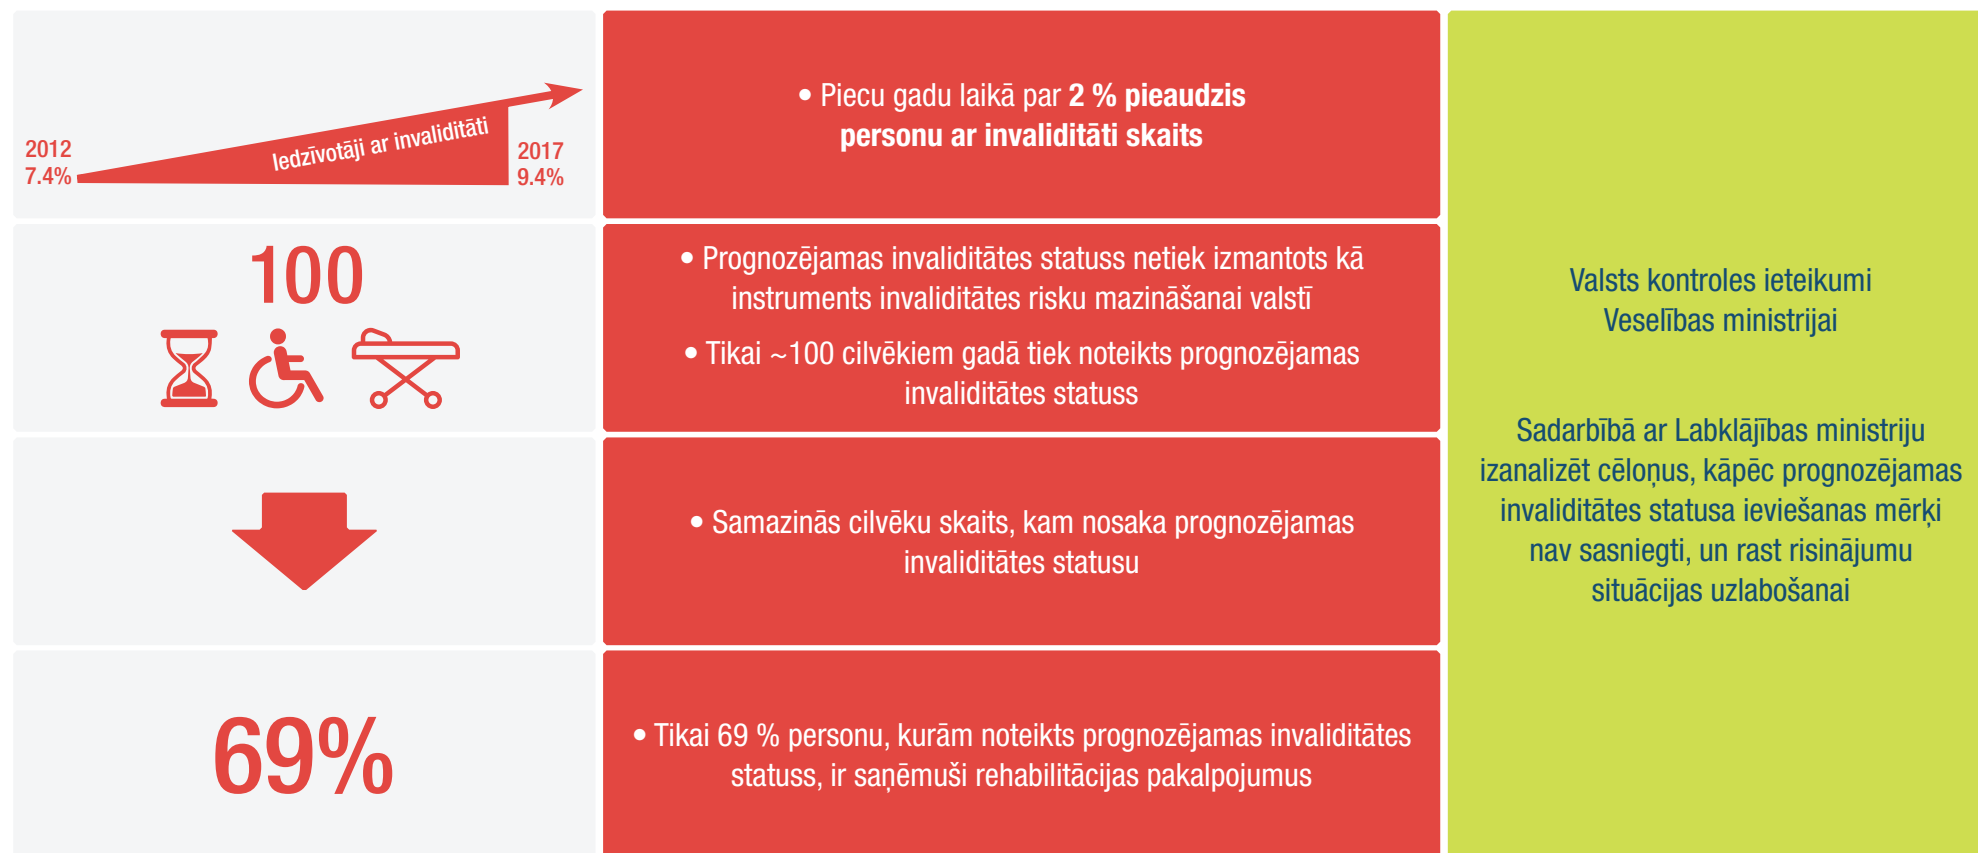 2012
7.4%
Iedzīvotāji ar invaliditāti
2017
9.4%
• Piecu gadu laikā par 2 % pieaudzis
personu ar invaliditāti skaits
100
• Prognozējamas invaliditātes statuss netiek izmantots kā
instruments invaliditātes risku mazināšanai valstī
• Tikai ~100 cilvēkiem gadā tiek noteikts prognozējamas
invaliditātes statuss
• Samazinās cilvēku skaits, kam nosaka prognozējamas
invaliditātes statusu
69%
• Tikai 69 % personu, kurām noteikts prognozējamas invaliditātes
statuss, ir saņēmuši rehabilitācijas pakalpojumus
Valsts kontroles ieteikumi
Veselības ministrijai
Sadarbībā ar Labklājības ministriju
izanalizēt cēloņus, kāpēc prognozējamas
invaliditātes statusa ieviešanas mērķi
nav sasniegti, un rast risinājumu
situācijas uzlabošanai